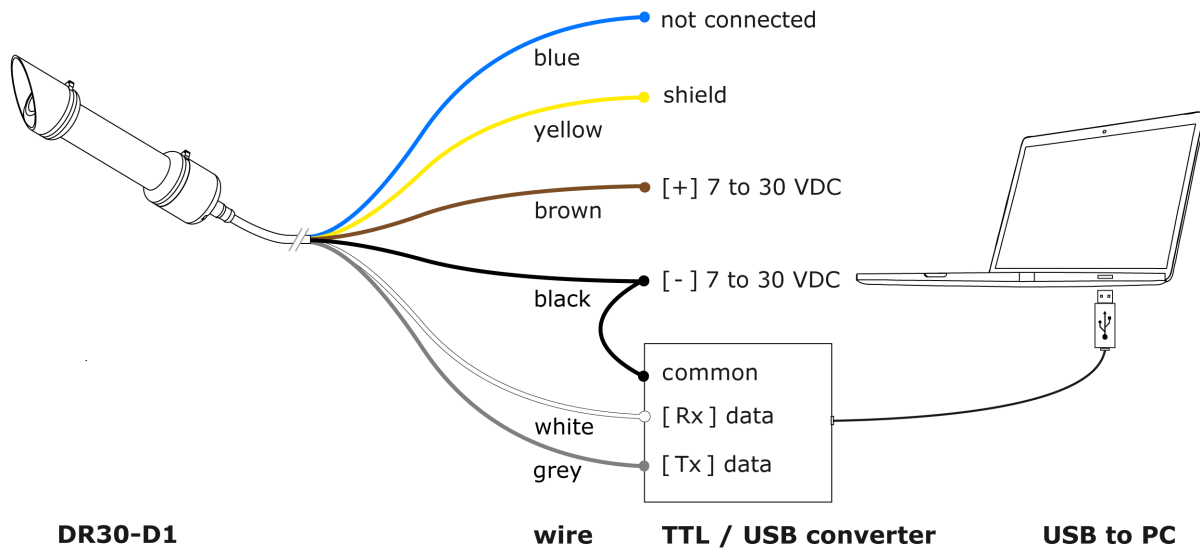 not connected
blue
shield
yellow
[+] 7 to 30 VDC
brown
[-] 7 to 30 VDC
black
common
[Rx] data
white
[Tx] data
grey
DR30-D1 wire TTL / USB converter USB to PC